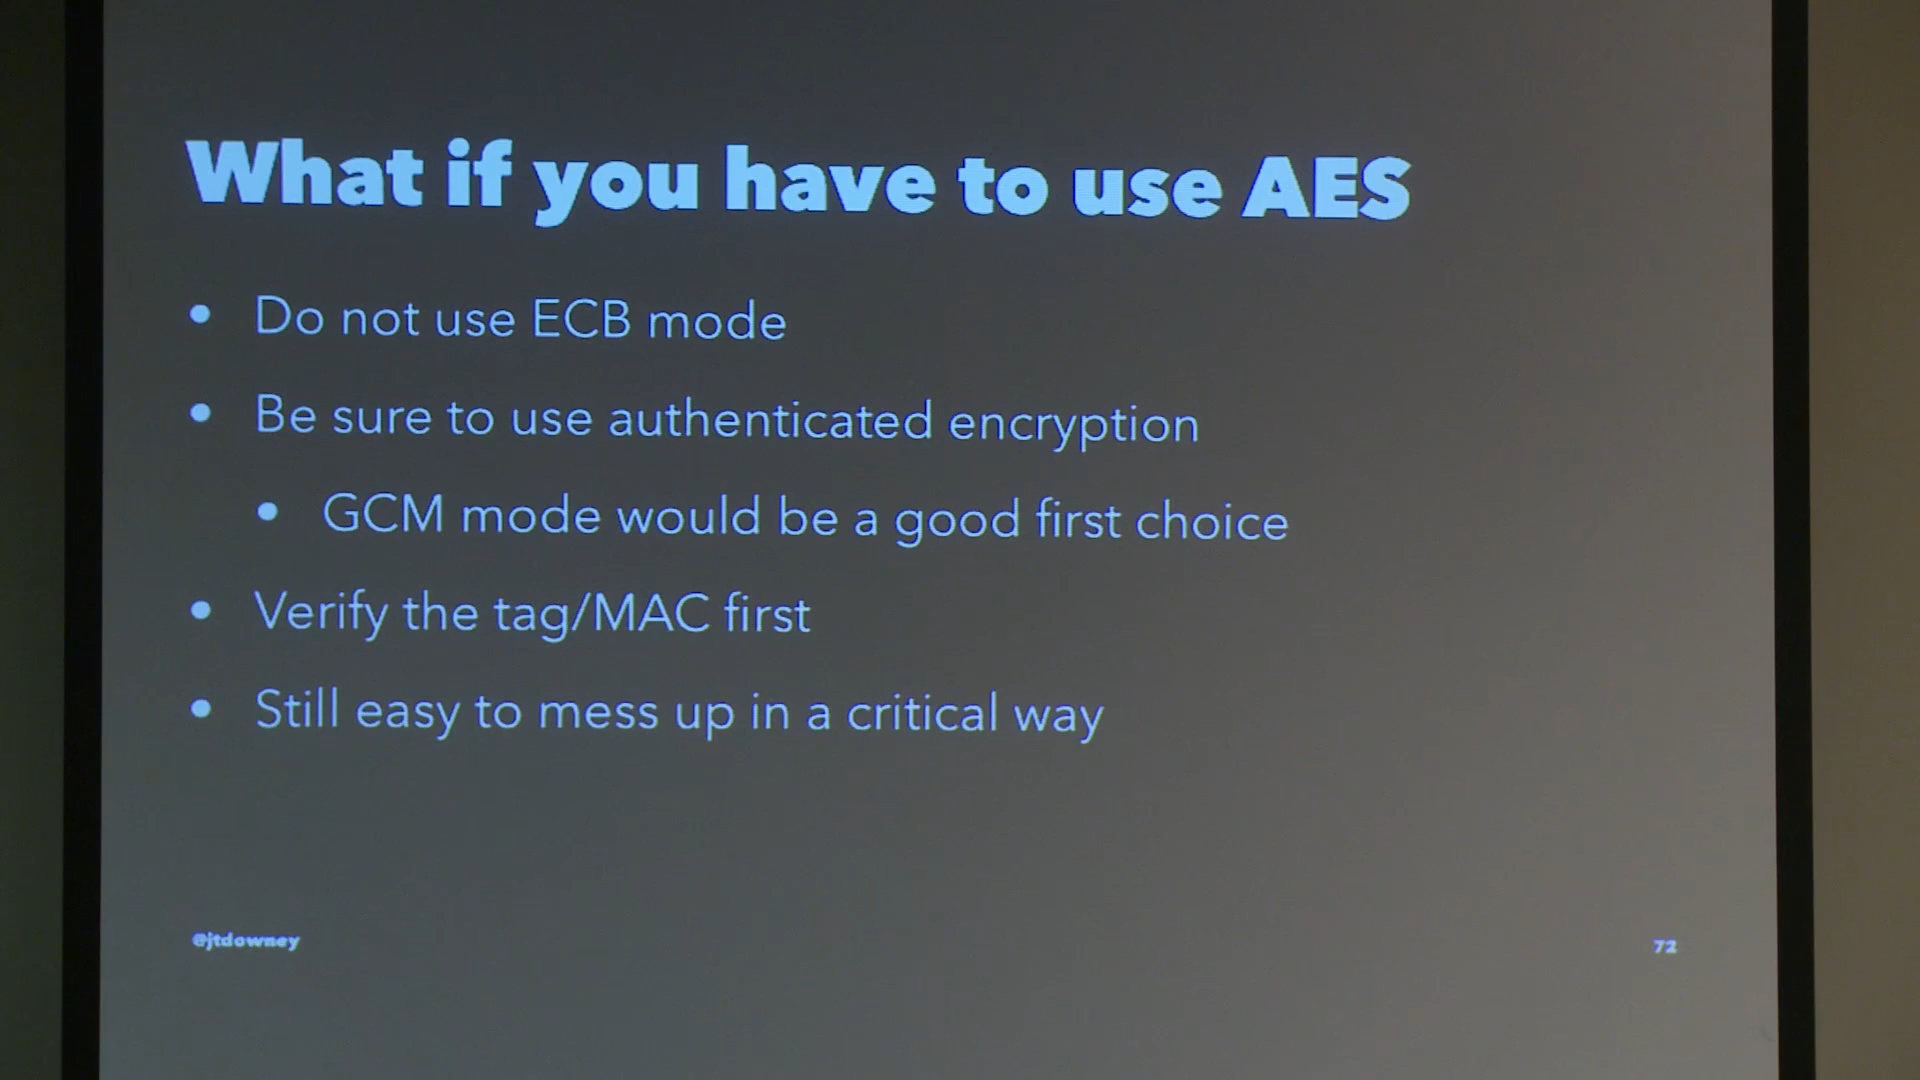 What if you have to use AES
• Do not use ECB mode
• Be sure to use authenticated encryption
• GCM mode would be a good first choice
• Verify the tag/MAC first
• Still easy to mess up in a critical way
@jtdowney
72